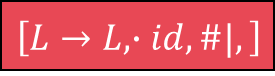 [L → L,· id, #|, ]